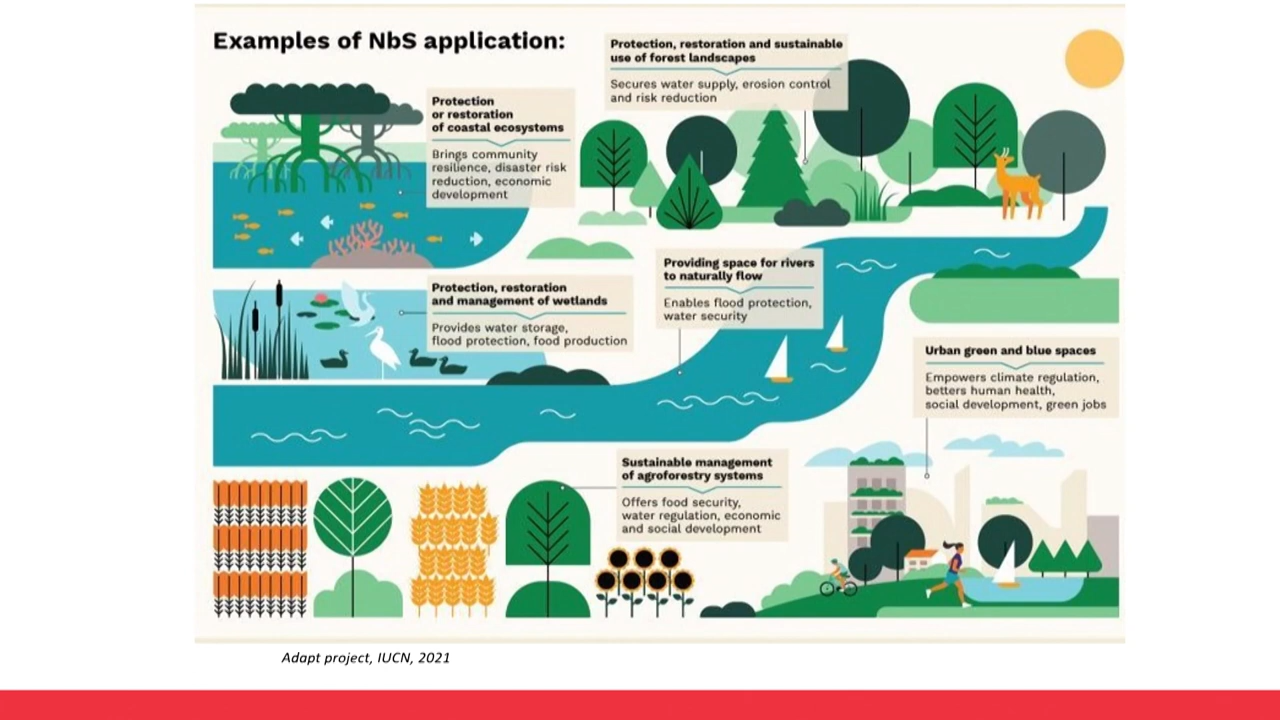 Examples of NbS application:
Protection, restoration and sustainable
use of forest landscapes
Secures water supply, erosion control
and risk reduction
Protection
or restoration
of coastal ecosystems
Brings community
resilience, disaster risk
reduction, economic
development
Protection, restoration
and management of wetlands
Provides water storage,
flood protection, food production
Providing space for rivers
to naturally flow
Enables flood protection,
water security
Urban green and blue spaces
Empowers climate regulation,
betters human health,
social development, green jobs
Sustainable management
of agroforestry systems
Offers food security,
water regulation, economic
and social development
Adapt project, IUCN, 2021